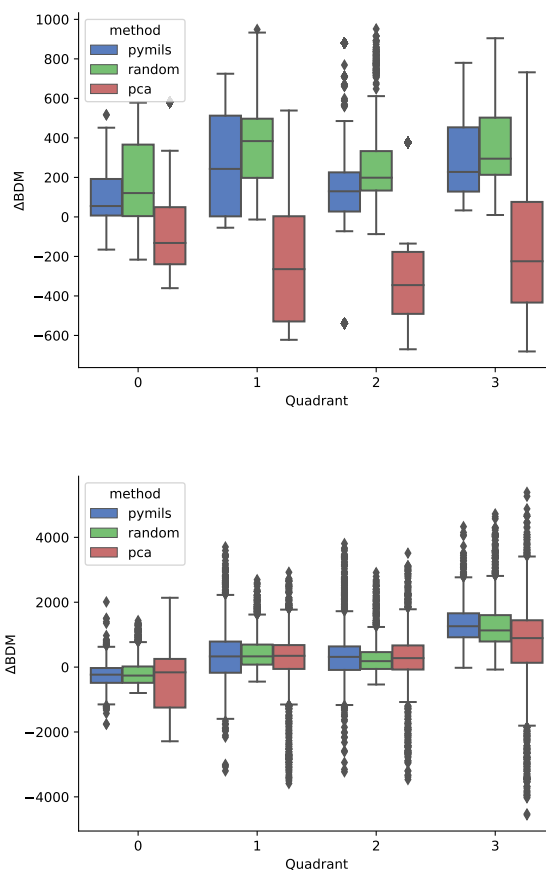 1000
800
600
400
200
0
−200
−400
−600
ΔBDM
method
pymils
random
pca
0 1 2 3
Quadrant
4000
2000
0
−2000
−4000
ΔBDM
method
pymils
random
pca
0 1 2 3
Quadrant